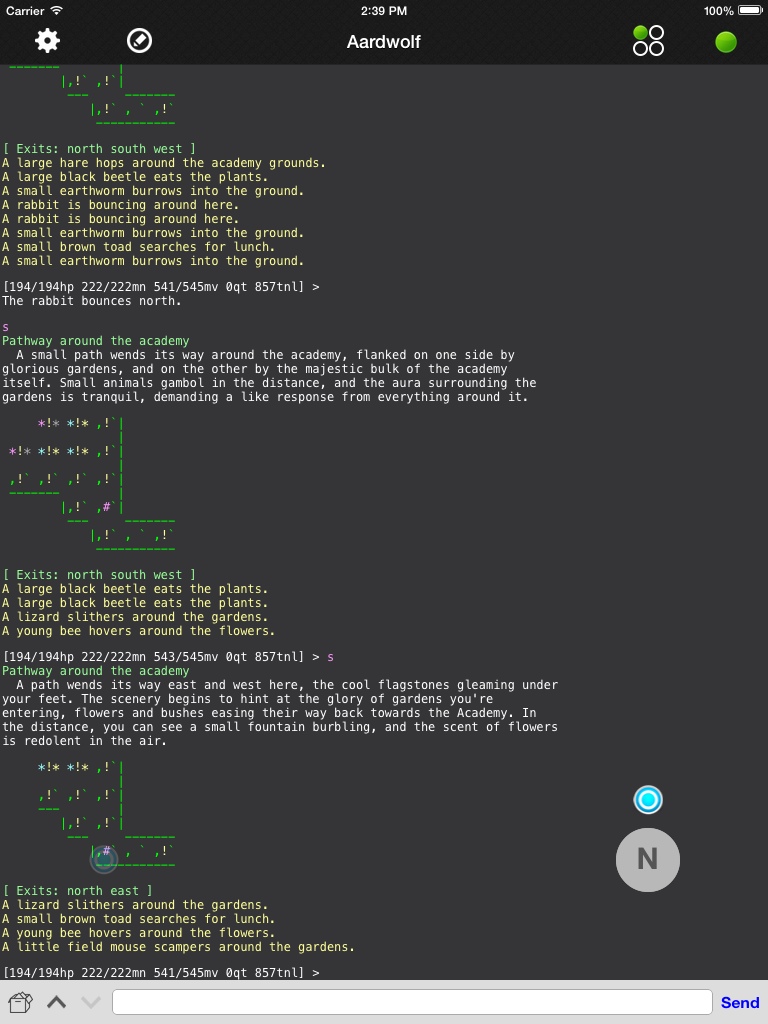 Carrier 2:39 PM 100%
Aardwolf
------- |
|,!` ,!`|
--- -------
|,!` , ` ,!`
-----------
[ Exits: north south west ]
A large hare hops around the academy grounds.
A large black beetle eats the plants.
A small earthworm burrows into the ground.
A rabbit is bouncing around here.
A rabbit is bouncing around here.
A small earthworm burrows into the ground.
A small brown toad searches for lunch.
A small earthworm burrows into the ground.
[194/194hp 222/222mn 541/545mv 0qt 857tnl] >
The rabbit bounces north.
s
Pathway around the academy
A small path wends its way around the academy, flanked on one side by
glorious gardens, and on the other by the majestic bulk of the academy
itself. Small animals gambol in the distance, and the aura surrounding the
gardens is tranquil, demanding a like response from everything around it.
*!* *!* ,!`|
|
*!* *!* *!* ,!`|
|
,!` ,!` ,!` ,!`|
------- |
|,!` ,#`|
--- -------
|,!` , ` ,!`
-----------
[ Exits: north south west ]
A large black beetle eats the plants.
A large black beetle eats the plants.
A lizard slithers around the gardens.
A young bee hovers around the flowers.
[194/194hp 222/222mn 543/545mv 0qt 857tnl] > s
Pathway around the academy
A path wends its way east and west here, the cool flagstones gleaming under
your feet. The scenery begins to hint at the glory of gardens you're
entering, flowers and bushes easing their way back towards the Academy. In
the distance, you can see a small fountain burbling, and the scent of flowers
is redolent in the air.
*!* *!* ,!`|
|
,!` ,!` ,!`|
--- |
|,!` ,!`|
--- -------
|,#` , ` ,!`
-----------
N
[ Exits: north east ]
A lizard slithers around the gardens.
A small brown toad searches for lunch.
A young bee hovers around the flowers.
A little field mouse scampers around the gardens.
[194/194hp 222/222mn 541/545mv 0qt 857tnl] >
Send